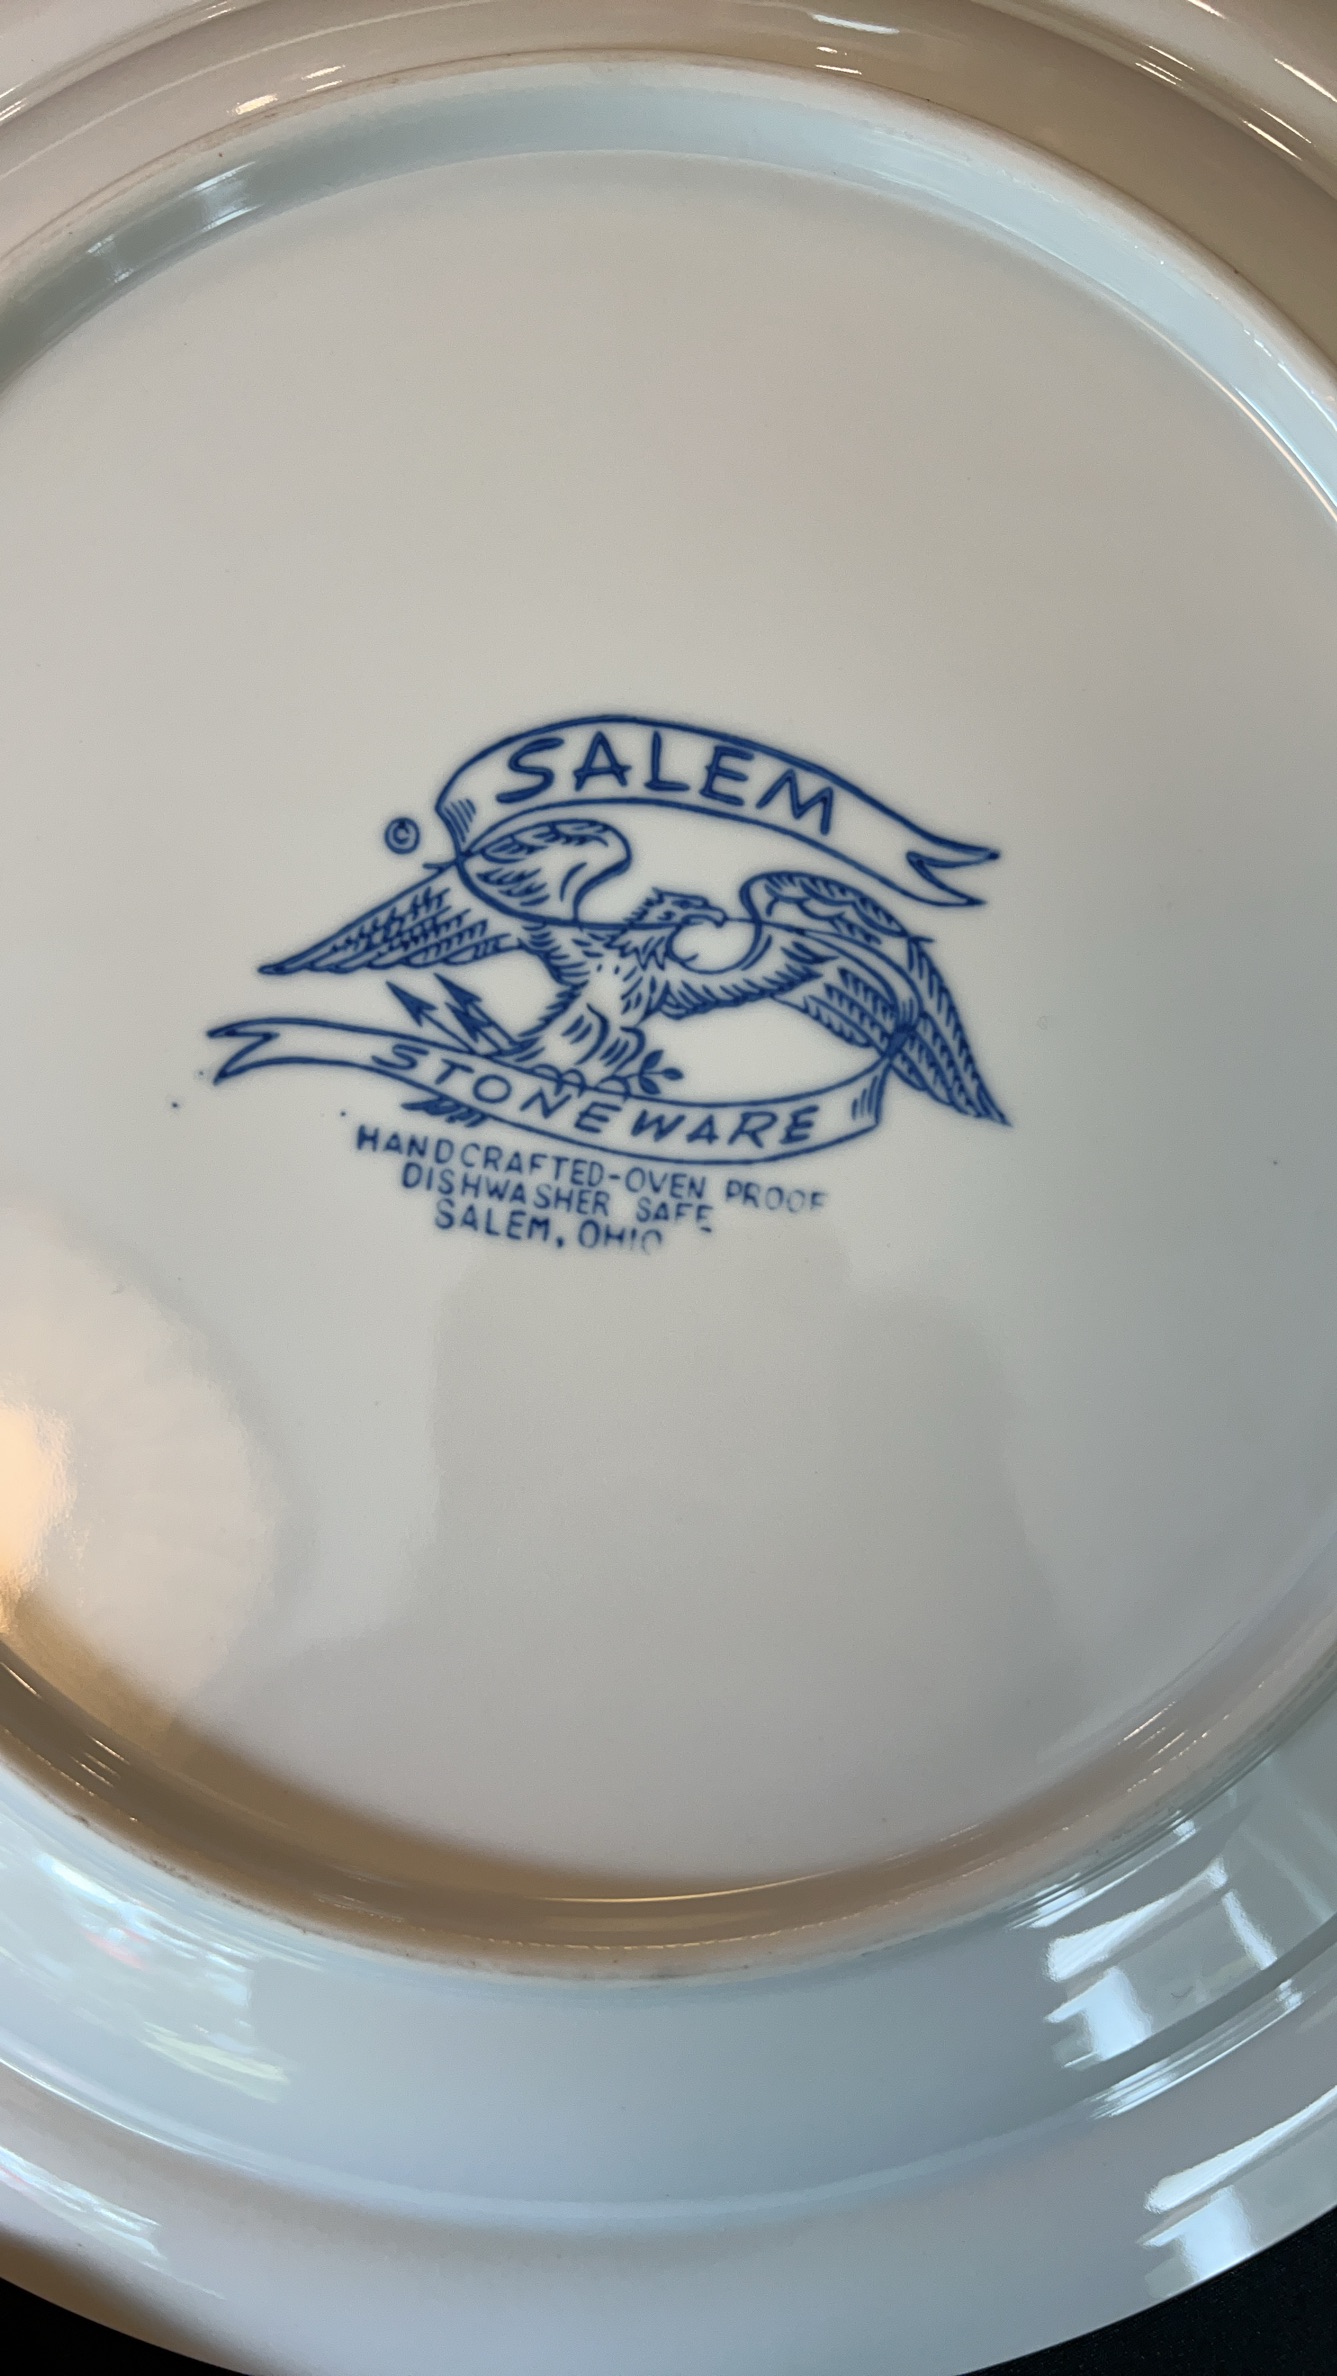 SALEM
©
STONEWARE
HANDCRAFTED-OVEN PROOF
DISHWASHER SAFE
SALEM, OHIO